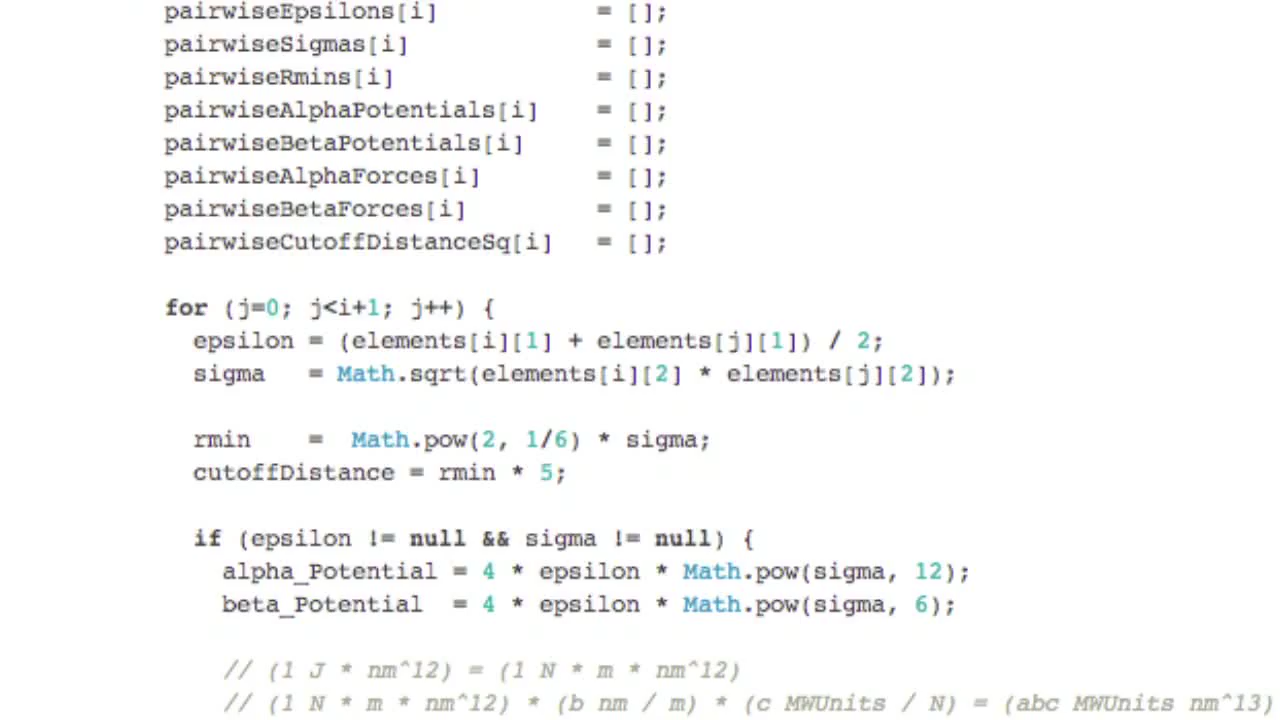 pairwiseEpsilons[i]           = [];
pairwiseSigmas[i]             = [];
pairwiseRmins[i]              = [];
pairwiseAlphaPotentials[i]    = [];
pairwiseBetaPotentials[i]     = [];
pairwiseAlphaForces[i]        = [];
pairwiseBetaForces[i]         = [];
pairwiseCutoffDistanceSq[i]   = [];
for (j=0; j<i+1; j++) {
epsilon = (elements[i][1] + elements[j][1]) / 2;
sigma   = Math.sqrt(elements[i][2] * elements[j][2]);
rmin    =  Math.pow(2, 1/6) * sigma;
cutoffDistance = rmin * 5;
if (epsilon != null && sigma != null) {
alpha_Potential = 4 * epsilon * Math.pow(sigma, 12);
beta_Potential  = 4 * epsilon * Math.pow(sigma, 6);
// (1 J * nm^12) = (1 N * m * nm^12)
// (1 N * m * nm^12) * (b nm / m) * (c MWUnits / N) = (abc MWUnits nm^13)